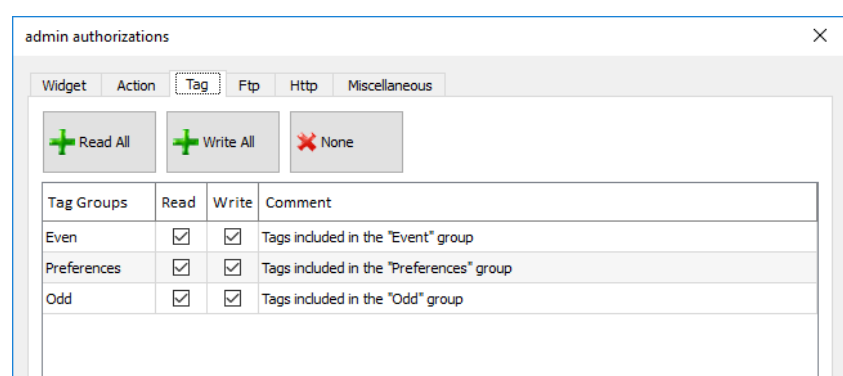 admin authorizations
Widget Action Tag Ftp Http Miscellaneous
Read All Write All None
Tag Groups Read Write Comment
Even Tags included in the "Event" group
Preferences Tags included in the "Preferences" group
Odd Tags included in the "Odd" group